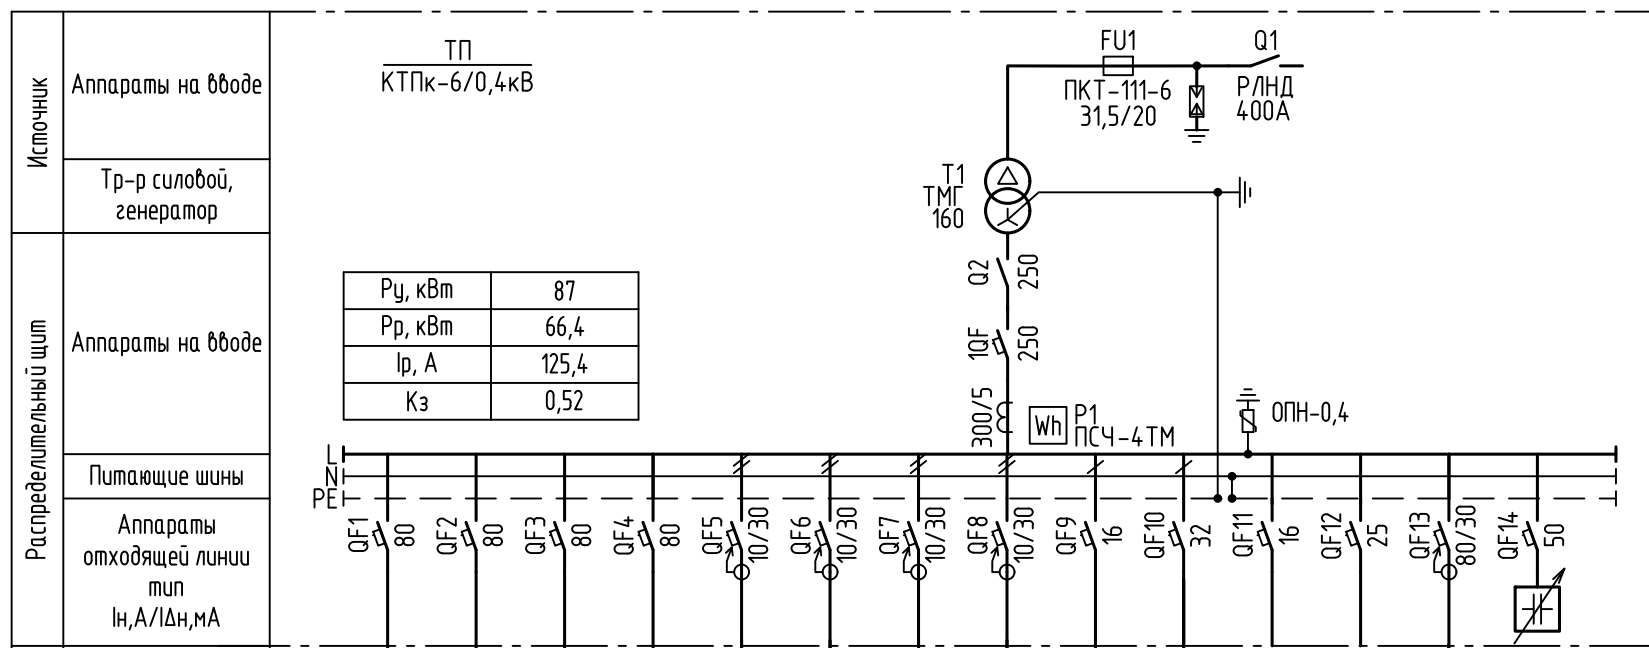 Источник
Аппараты на вводе
Тр-р силовой,
генератор
Распределительный щит
Аппараты на вводе
Питающие шины
Аппараты
отходящей линии
тип
Iн,А/IΔн,мА
ТП
КТПк-6/0,4кВ
FU1
ПКТ-111-6
31,5/20
Q1
РЛНД
400А
Т1
ТМГ
160
Q2
250
1QF
250
300/5
Wh
P1
ПСЧ-4ТМ
ОПН-0,4
Ру, кВт
87
Рр, кВт
66,4
Iр, А
125,4
Кз
0,52
L
N
PE
QF1
80
QF2
80
QF3
80
QF4
80
QF5
10/30
QF6
10/30
QF7
10/30
QF8
10/30
QF9
16
QF10
32
QF11
16
QF12
25
QF13
80/30
QF14
50